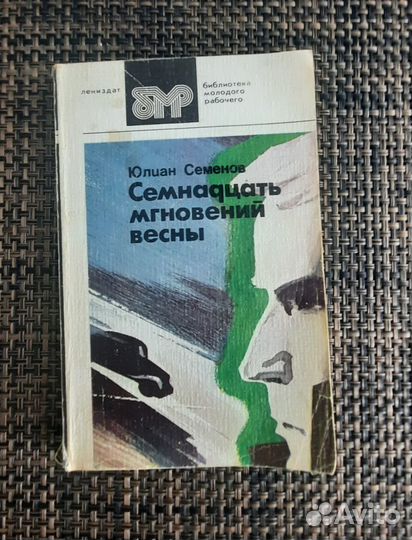 лениздат
бмр
библиотека
молодого
рабочего
Юлиан Семенов
Семнадцать
мгновений
весны
Avito